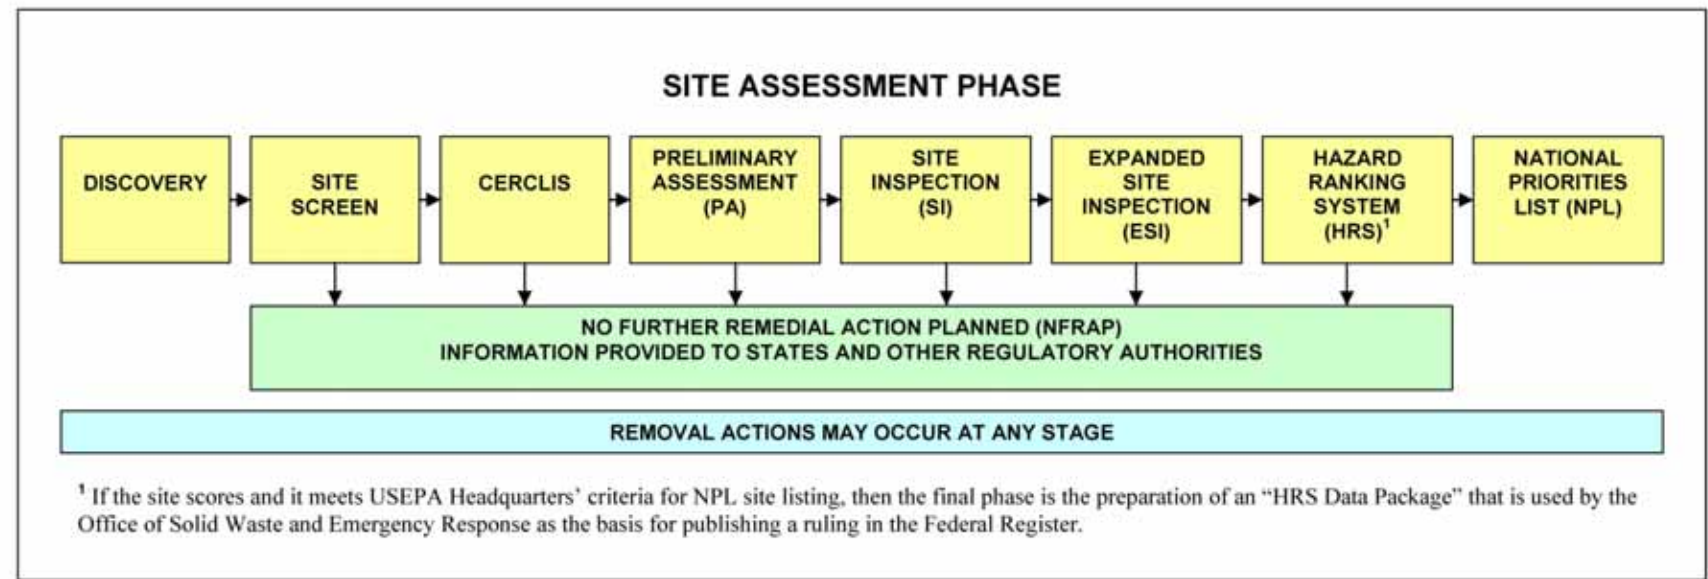 SITE ASSESSMENT PHASE
DISCOVERY
SITE
SCREEN
CERCLIS
PRELIMINARY
ASSESSMENT
(PA)
SITE
INSPECTION
(SI)
EXPANDED
SITE
INSPECTION
(ESI)
HAZARD
RANKING
SYSTEM
(HRS)¹
NATIONAL
PRIORITIES
LIST (NPL)
NO FURTHER REMEDIAL ACTION PLANNED (NFRAP)
INFORMATION PROVIDED TO STATES AND OTHER REGULATORY AUTHORITIES
REMOVAL ACTIONS MAY OCCUR AT ANY STAGE
¹ If the site scores and it meets USEPA Headquarters’ criteria for NPL site listing, then the final phase is the preparation of an “HRS Data Package” that is used by the
Office of Solid Waste and Emergency Response as the basis for publishing a ruling in the Federal Register.